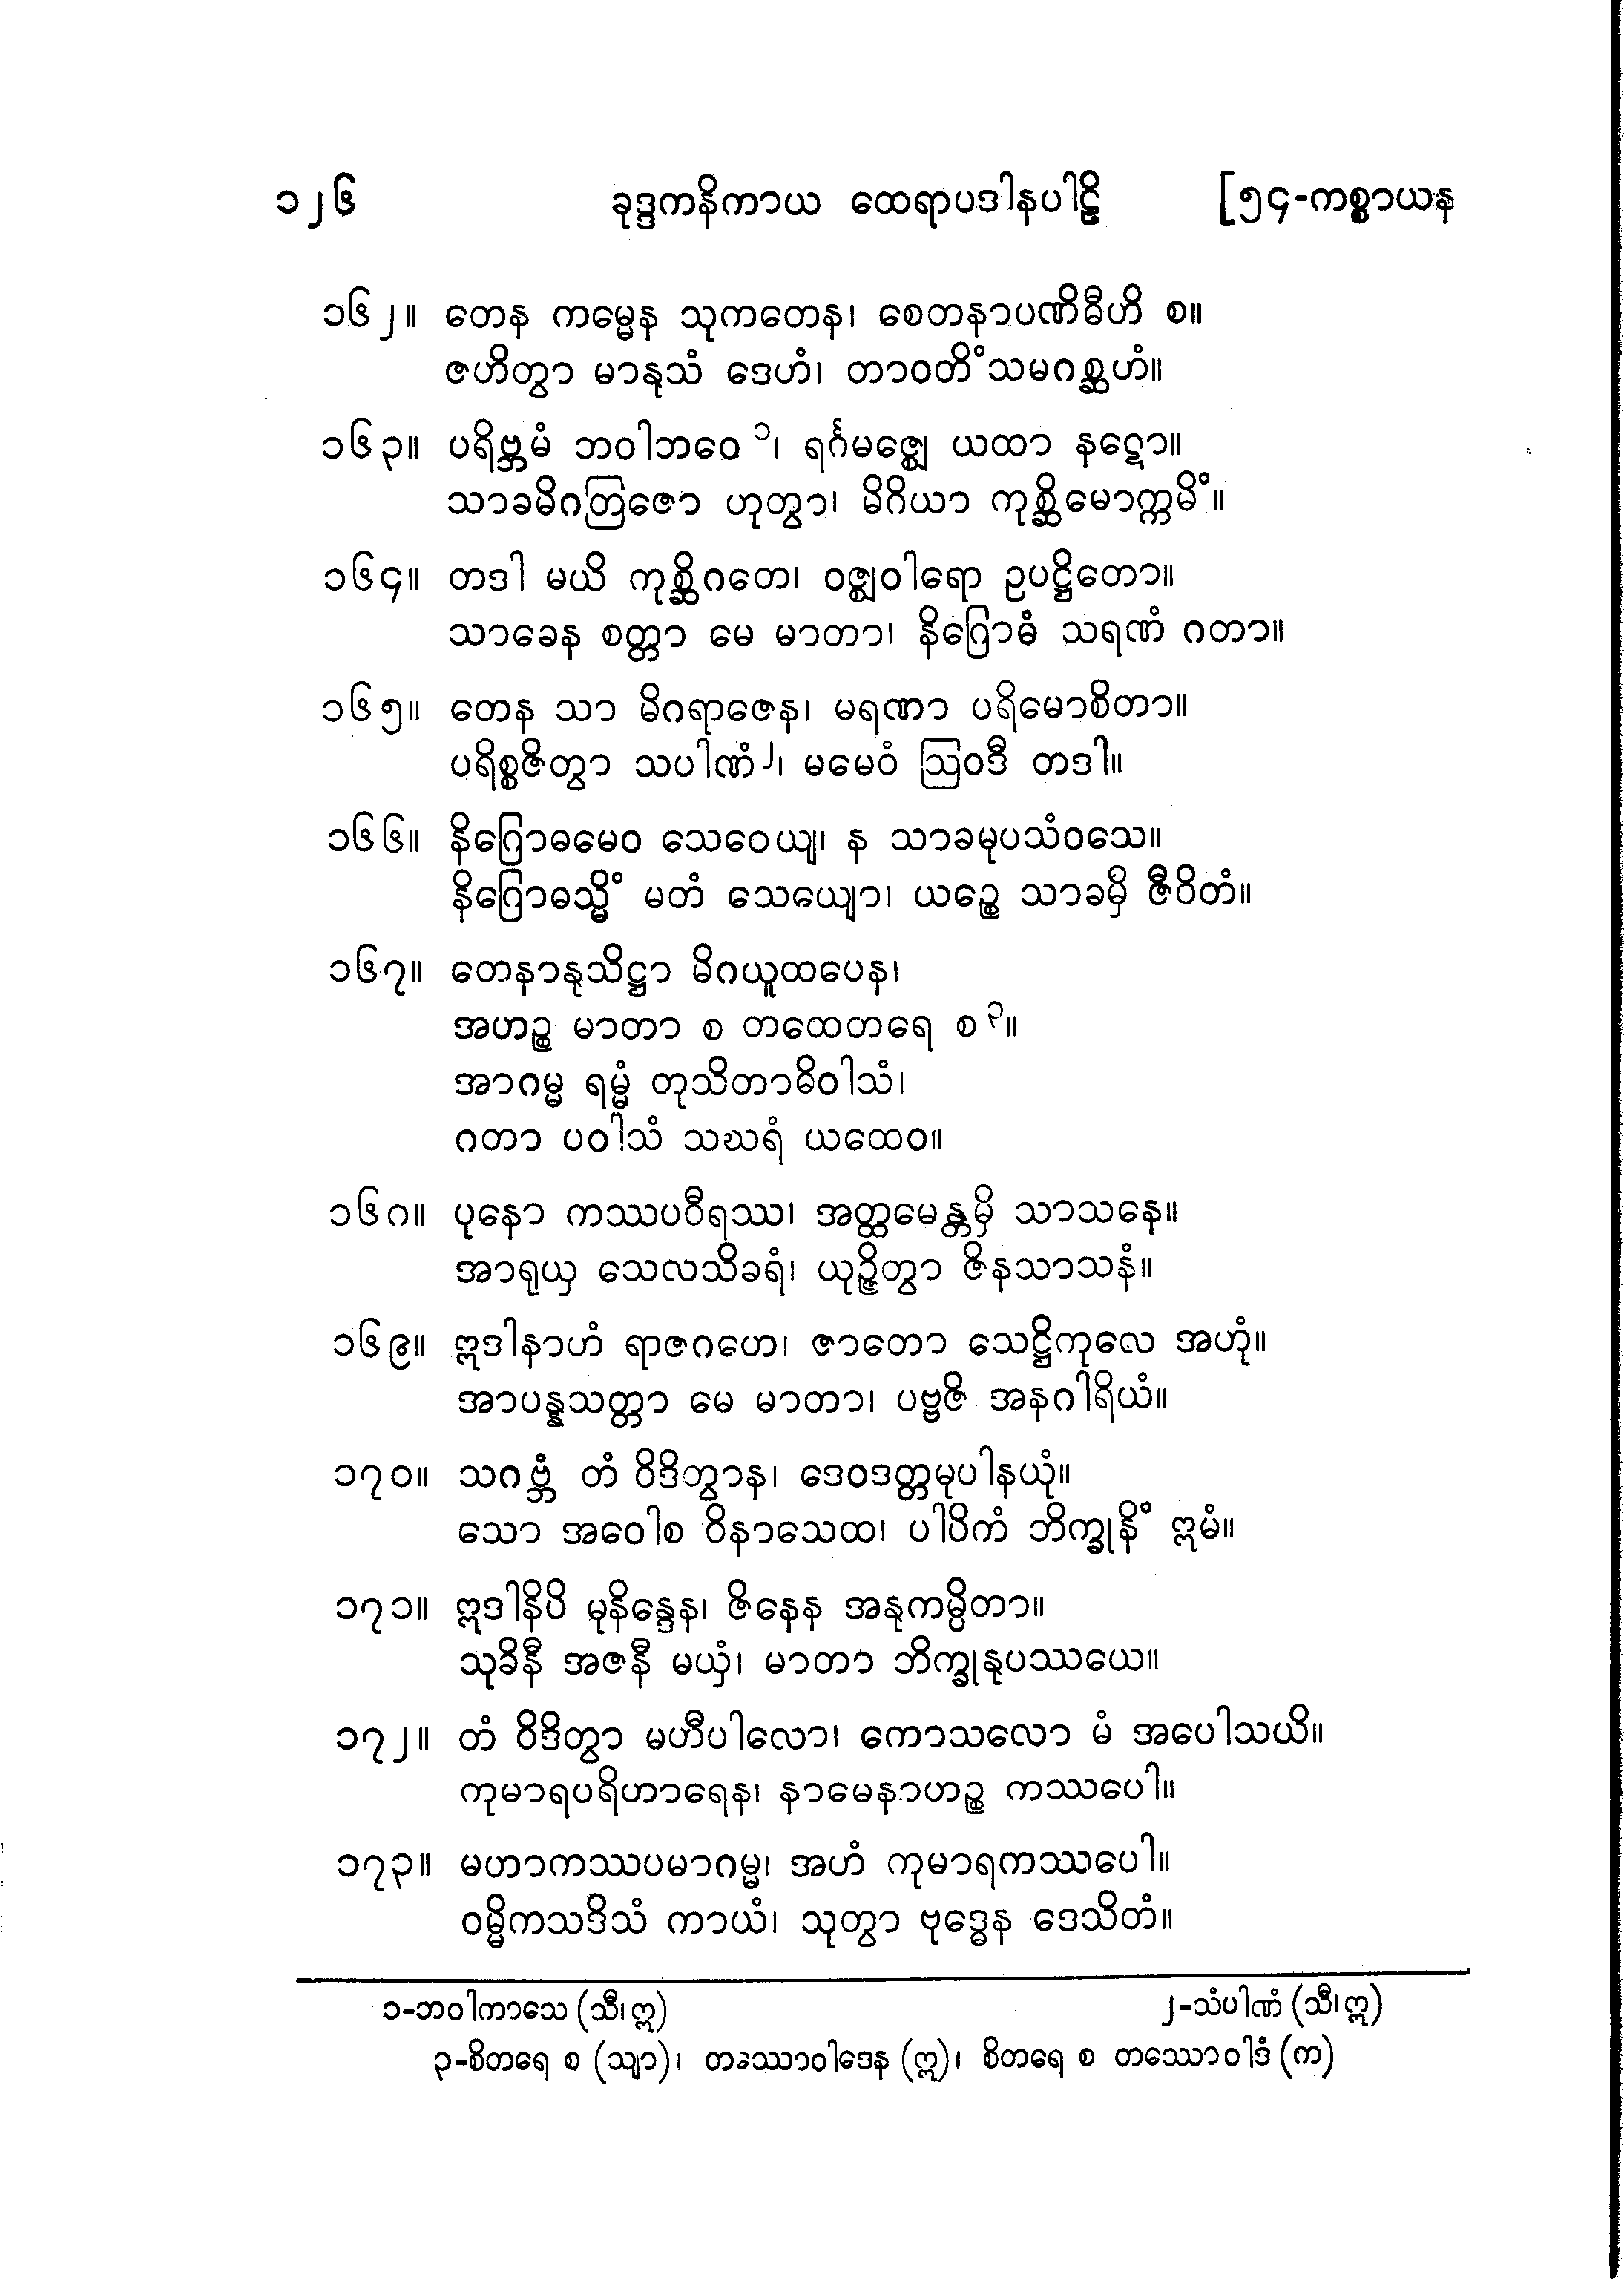 ၁၂၆ ခုဒ္ဒကနိကာယ ထေရာပဒါနပါဠိ [၅၄-ကစ္စာယန
၁၆၂။ တေန ကမ္မေန သုကတေန၊ စေတနာပဏိဓီဟိ စ။
ဇဟိတွာ မာနုသံ ဒေဟံ၊ တာဝတိံသမဂစ္ဆဟံ။
၁၆၃။ ပရိဗ္ဘမံ ဘဝါဘဝေ ၁၊ ရင်္ဂမဇ္ဈေ ယထာ နဋော။
သာခမိဂတြဇော ဟုတွာ၊ မိဂိယာ ကုစ္ဆိမောက္ကမိံ။
၁၆၄။ တဒါ မယိ ကုစ္ဆိဂတေ၊ ဝဇ္ဈဝါရော ဥပဋ္ဌိတော။
သာခေန စတ္တာ မေ မာတာ၊ နိဂြောဓံ သရဏံ ဂတာ။
၁၆၅။ တေန သာ မိဂရာဇေန၊ မရဏာ ပရိမောစိတာ။
ပရိစ္စဇိတွာ သပါဏံ၂၊ မမေဝံ ဩဝဒီ တဒါ။
၁၆၆။ နိဂြောဓမေဝ သေဝေယျ၊ န သာခမုပသံဝသေ။
နိဂြောဓသ္မိံ မတံ သေယျော၊ ယဉ္စေ သာခမှိ ဇီဝိတံ။
၁၆၇။ တေနာနုသိဋ္ဌာ မိဂယူထပေန၊
အဟဉ္စ မာတာ စ တထေတရေ စ ၃။
အာဂမ္မ ရမ္မံ တုသိတာဓိဝါသံ၊
ဂတာ ပဝါသံ သဃရံ ယထေဝ။
၁၆၈။ ပုနော ကဿပဝီရဿ၊ အတ္ထမေန္တမှိ သာသနေ။
အာရုယှ သေလသိခရံ၊ ယုဉ္ဇိတွာ ဇိနသာသနံ။
၁၆၉။ ဣဒါနာဟံ ရာဇဂဟေ၊ ဇာတော သေဋ္ဌိကုလေ အဟုံ။
အာပန္နသတ္တာ မေ မာတာ၊ ပဗ္ဗဇိ အနဂါရိယံ။
၁၇၀။ သဂဗ္ဘံ တံ ဝိဒိတွာန၊ ဒေဝဒတ္တမုပါနယုံ။
သော အဝေါစ ဝိနာသေထ၊ ပါပိကံ ဘိက္ခုနိံ ဣမံ။
၁၇၁။ ဣဒါနိပိ မုနိန္ဒေန၊ ဇိနေန အနုကမ္ပိတာ။
သုခိနီ အဇနီ မယှံ၊ မာတာ ဘိက္ခုနုပဿယေ။
၁၇၂။ တံ ဝိဒိတွာ မဟီပါလော၊ ကောသလော မံ အပေါသယိ။
ကုမာရပရိဟာရေန၊ နာမေနာဟဉ္စ ကဿပေါ။
၁၇၃။ မဟာကဿပမာဂမ္မ၊ အဟံ ကုမာရကဿပေါ။
ဝမ္မိကသဒိသံ ကာယံ၊ သုတွာ ဗုဒ္ဓေန ဒေသိတံ။
၁-ဘဝါကာသေ (သီ၊ဣ) ၂-သံပါဏံ (သီ၊ဣ)
၃-စိတရေ စ (သျာ)၊ တဿောဝါဒေန (ဣ)၊ စိတရေ စ တဿောဝါဒံ (က)